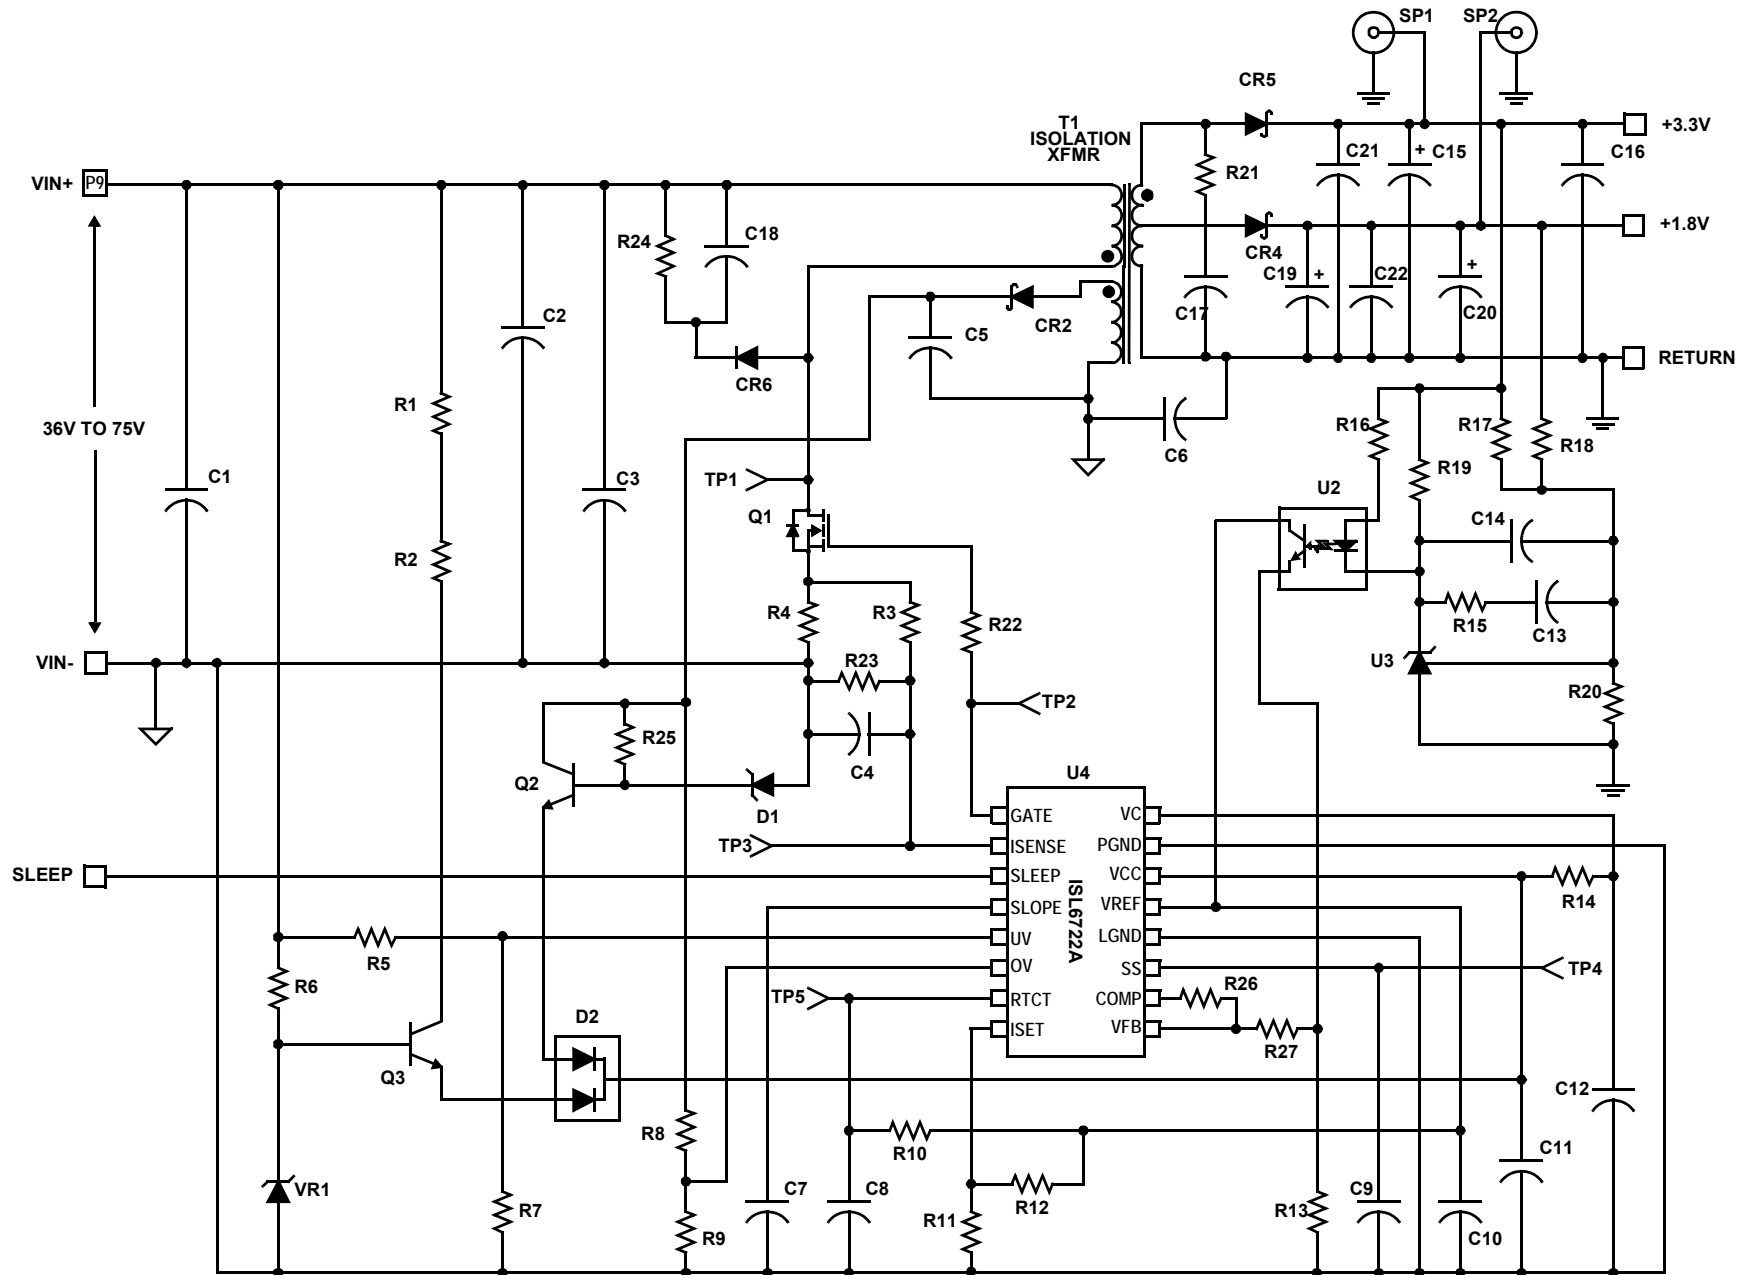 SP1
SP2
CR5
T1
ISOLATION
XFMR
+3.3V
C21
+
C15
C16
R21
VIN+
P9
+1.8V
R24
C18
CR4
C19
+
C22
+
C20
C17
C2
C5
CR2
RETURN
CR6
R1
36V TO 75V
R16
R17
R18
C6
R19
C1
C3
TP1
U2
Q1
C14
R2
R4
R3
R22
R15
C13
VIN-
R23
U3
R20
TP2
R25
C4
U4
Q2
D1
GATE
VC
TP3
ISENSE
PGND
SLEEP
SLEEP
VCC
R14
ISL6722A
SLOPE
VREF
R5
UV
LGND
OV
SS
TP4
R6
TP5
RTCT
COMP
R26
D2
ISET
VFB
R27
Q3
C12
R8
R10
C11
VR1
C7
C8
R12
C9
R7
R9
R11
R13
C10